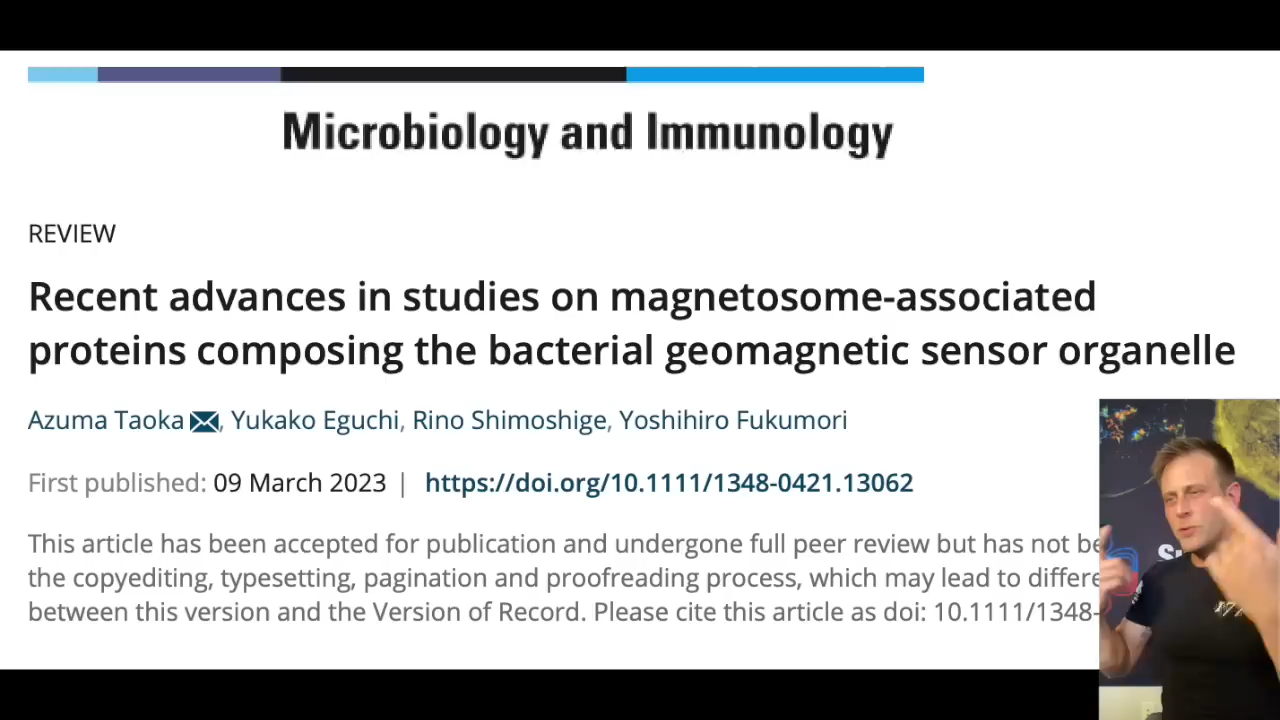 Microbiology and Immunology
REVIEW
Recent advances in studies on magnetosome-associated
proteins composing the bacterial geomagnetic sensor organelle
Azuma Taoka, Yukako Eguchi, Rino Shimoshige, Yoshihiro Fukumori
First published: 09 March 2023 | https://doi.org/10.1111/1348-0421.13062
This article has been accepted for publication and undergone full peer review but has not
the copyediting, typesetting, pagination and proofreading process, which may lead to
between this version and the Version of Record. Please cite this article as doi: 10.1111/1348-